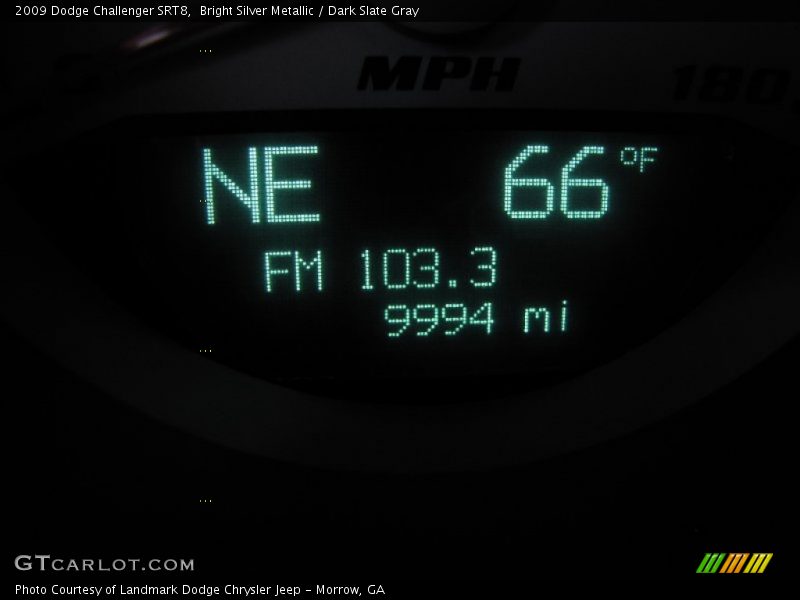 2009 Dodge Challenger SRT8,  Bright Silver Metallic / Dark Slate Gray
MPH 180
NE 66 °F
FM 103.3
9994 mi
GTCARLOT.COM
Photo Courtesy of Landmark Dodge Chrysler Jeep - Morrow, GA